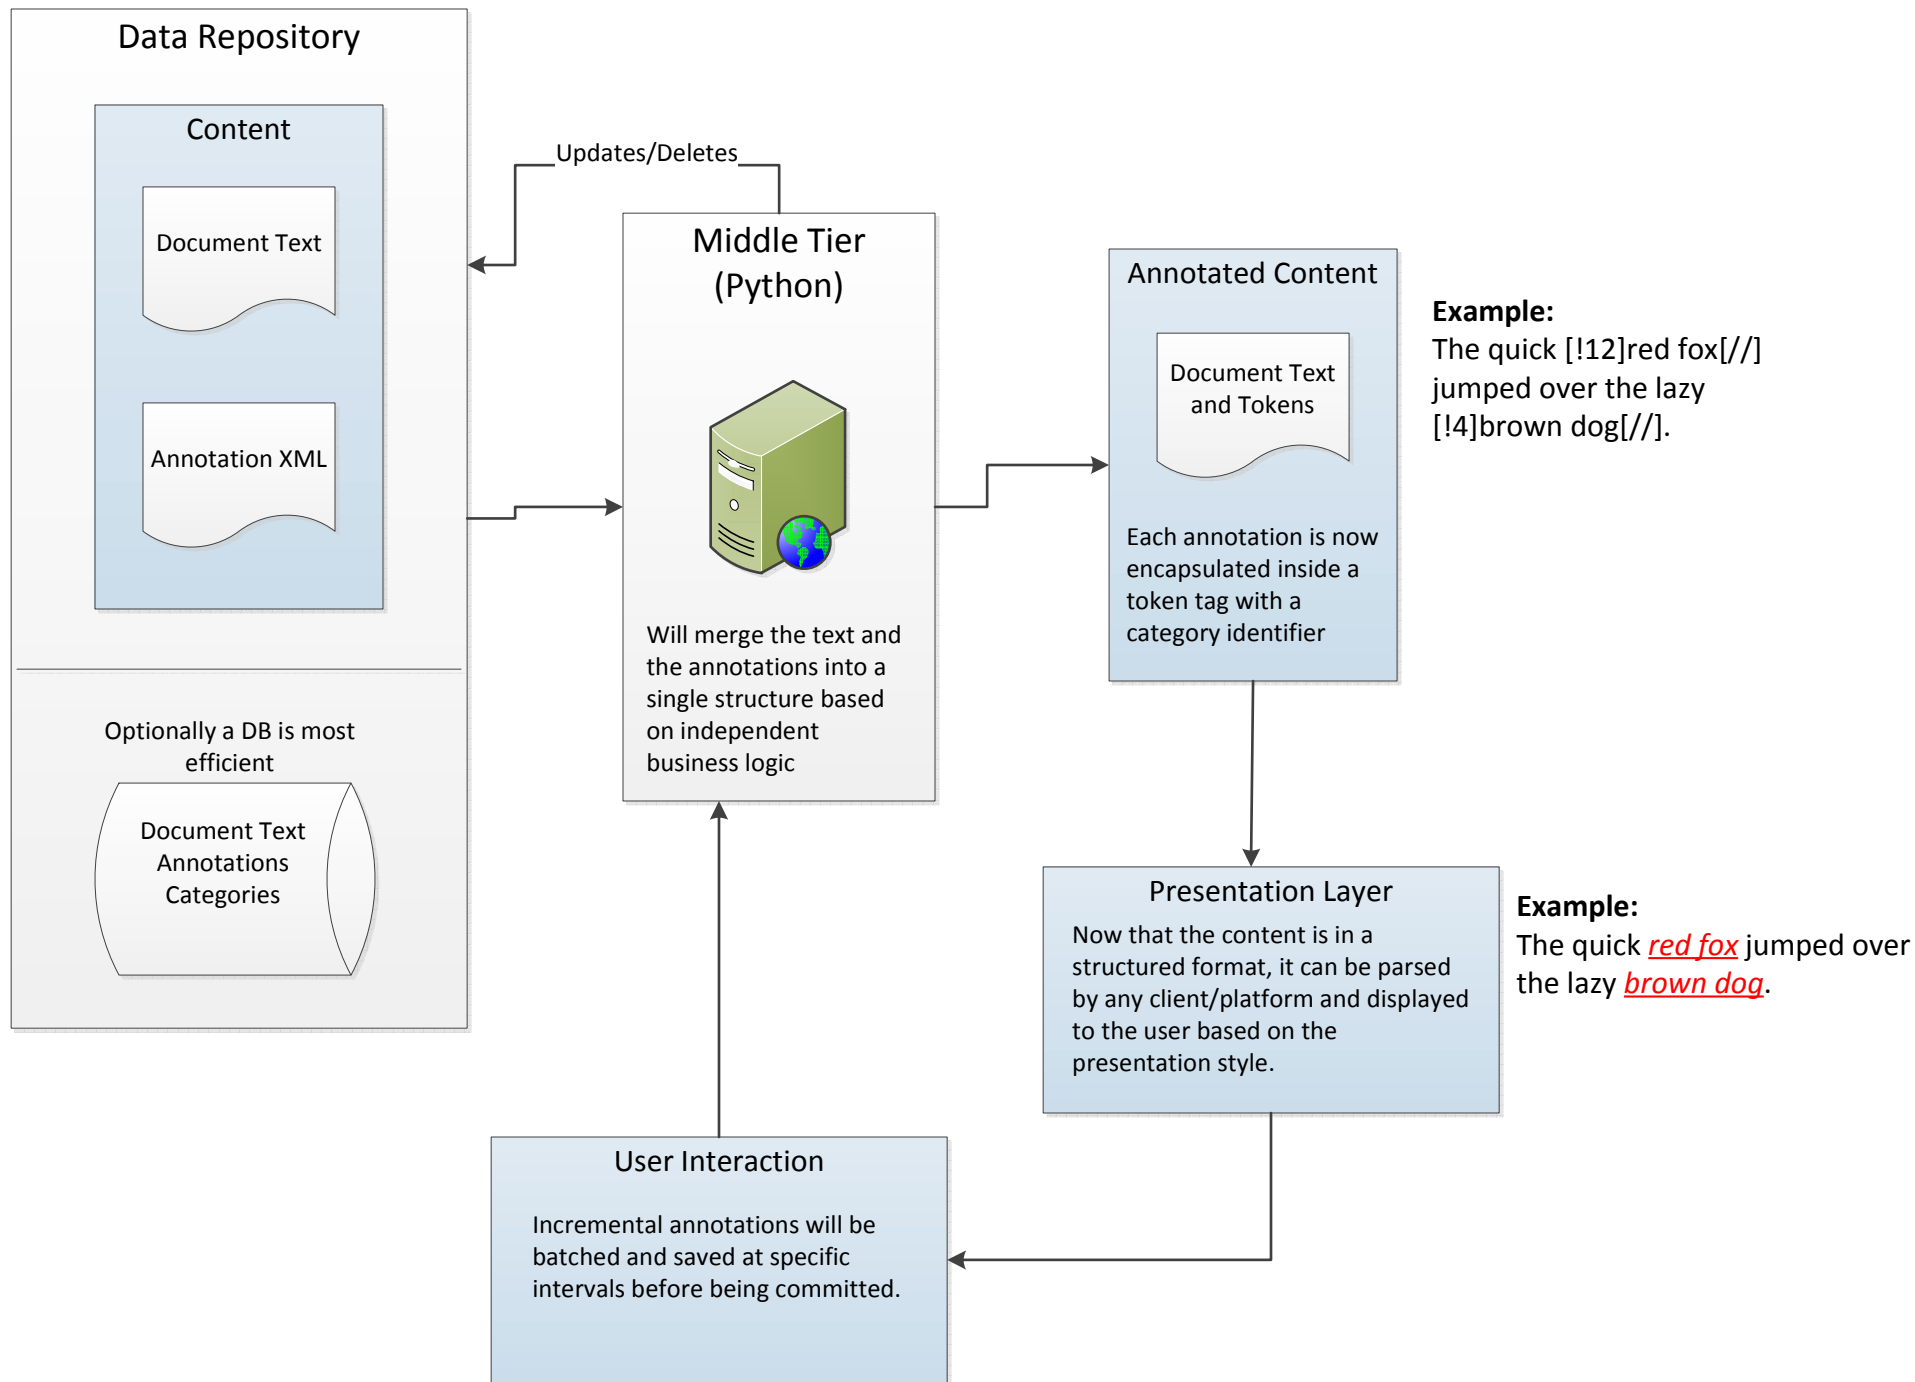 Data Repository
Content
Document Text
Annotation XML
Optionally a DB is most
efficient
Document Text
Annotations
Categories
Updates/Deletes
Middle Tier
(Python)
Will merge the text and
the annotations into a
single structure based
on independent
business logic
Annotated Content
Document Text
and Tokens
Each annotation is now
encapsulated inside a
token tag with a
category identifier
Example:
The quick [!12]red fox[//]
jumped over the lazy
[!4]brown dog[//].
Presentation Layer
Now that the content is in a
structured format, it can be parsed
by any client/platform and displayed
to the user based on the
presentation style.
Example:
The quick red fox jumped over
the lazy brown dog.
User Interaction
Incremental annotations will be
batched and saved at specific
intervals before being committed.